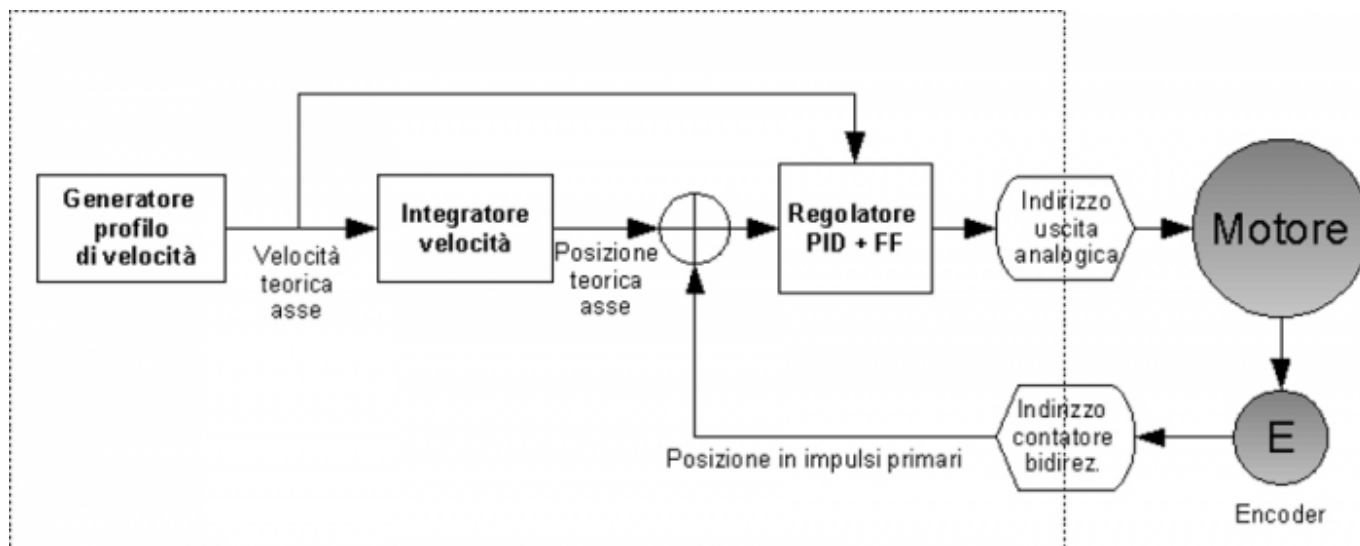 Generatore
profilo
di velocità
Velocità
teorica
asse
Integratore
velocità
Posizione
teorica
asse
Regolatore
PID + FF
Indirizzo
uscita
analogica
Motore
Posizione in impulsi primari
Indirizzo
contatore
bidirez.
E
Encoder